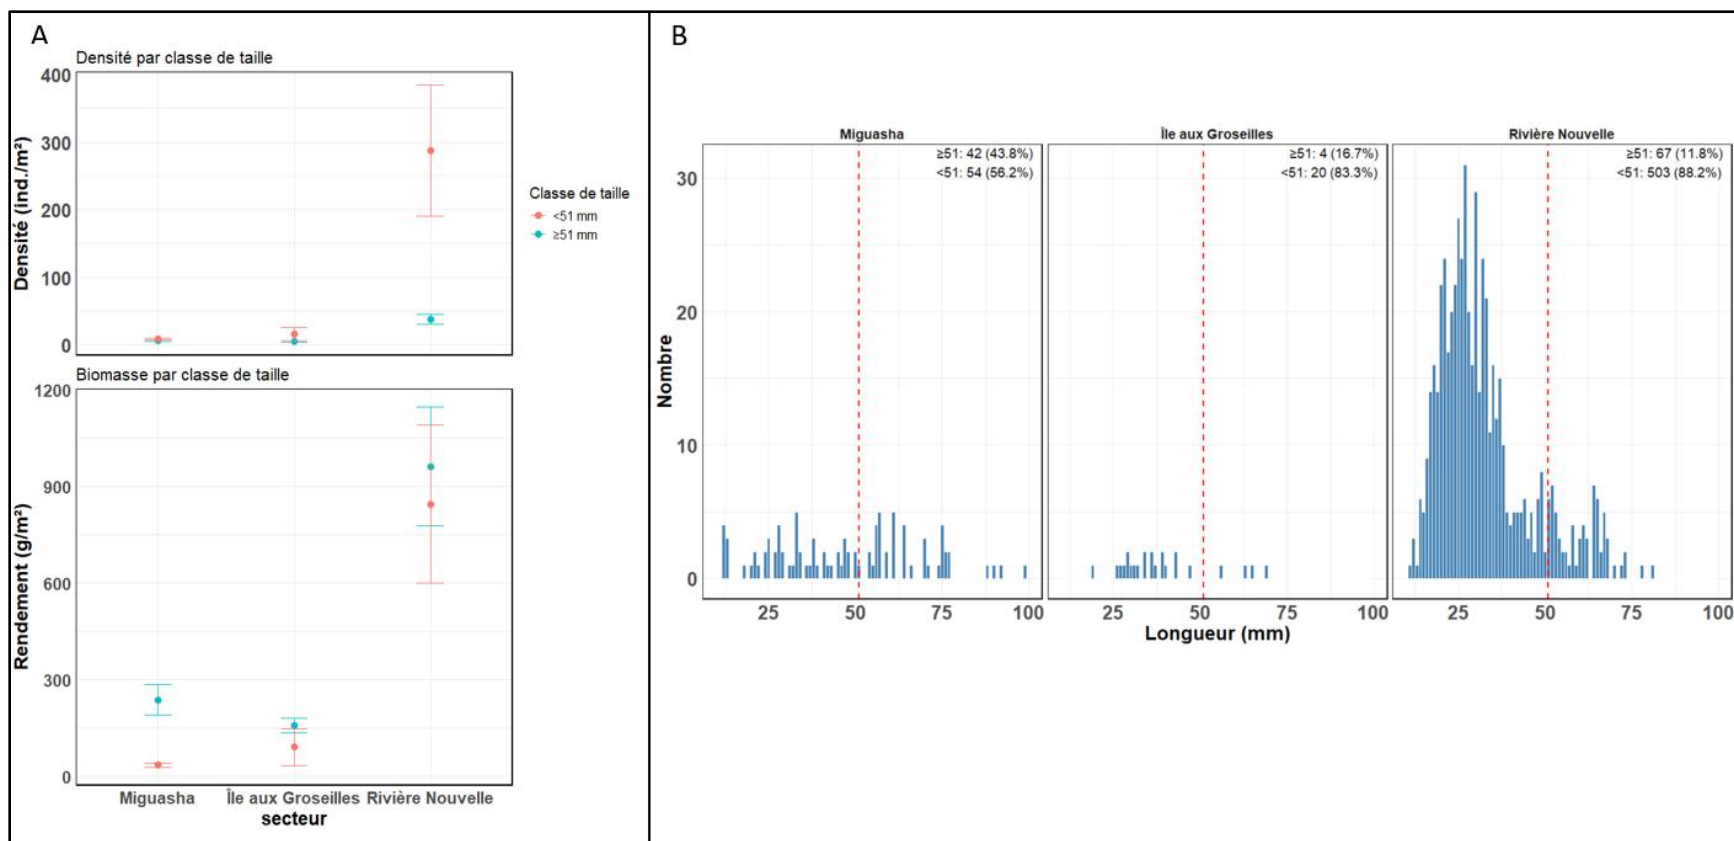 A
Densité par classe de taille
400
300
200
100
0
Densité (ind./m²)
Classe de taille
<51 mm
≥51 mm
Biomasse par classe de taille
1200
900
600
300
0
Rendement (g/m²)
Miguasha Île aux Groseilles Rivière Nouvelle
secteur
B
Miguasha Île aux Groseilles Rivière Nouvelle
≥51: 42 (43.8%) ≥51: 4 (16.7%) ≥51: 67 (11.8%)
<51: 54 (56.2%) <51: 20 (83.3%) <51: 503 (88.2%)
30
20
10
0
Nombre
25 50 75 100 25 50 75 100 25 50 75 100
Longueur (mm)